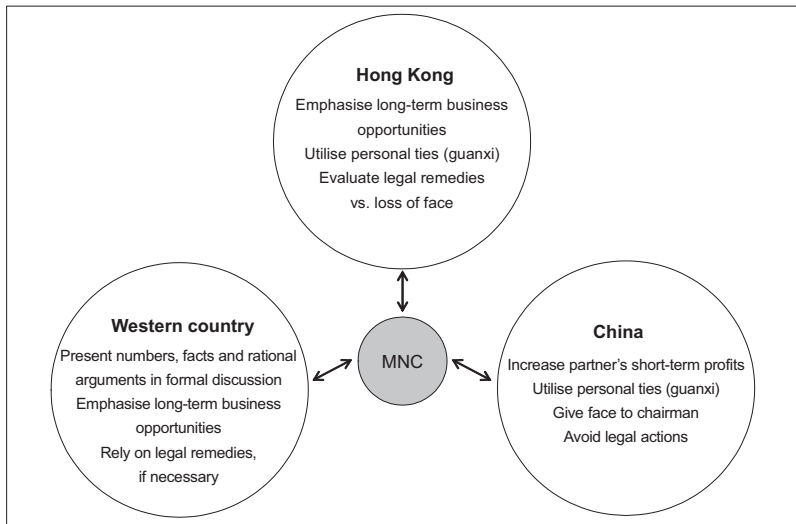 Hong Kong
Emphasise long-term business
opportunities
Utilise personal ties (guanxi)
Evaluate legal remedies
vs. loss of face
Western country
Present numbers, facts and rational
arguments in formal discussion
Emphasise long-term business
opportunities
Rely on legal remedies,
if necessary
MNC
China
Increase partner's short-term profits
Utilise personal ties (guanxi)
Give face to chairman
Avoid legal actions